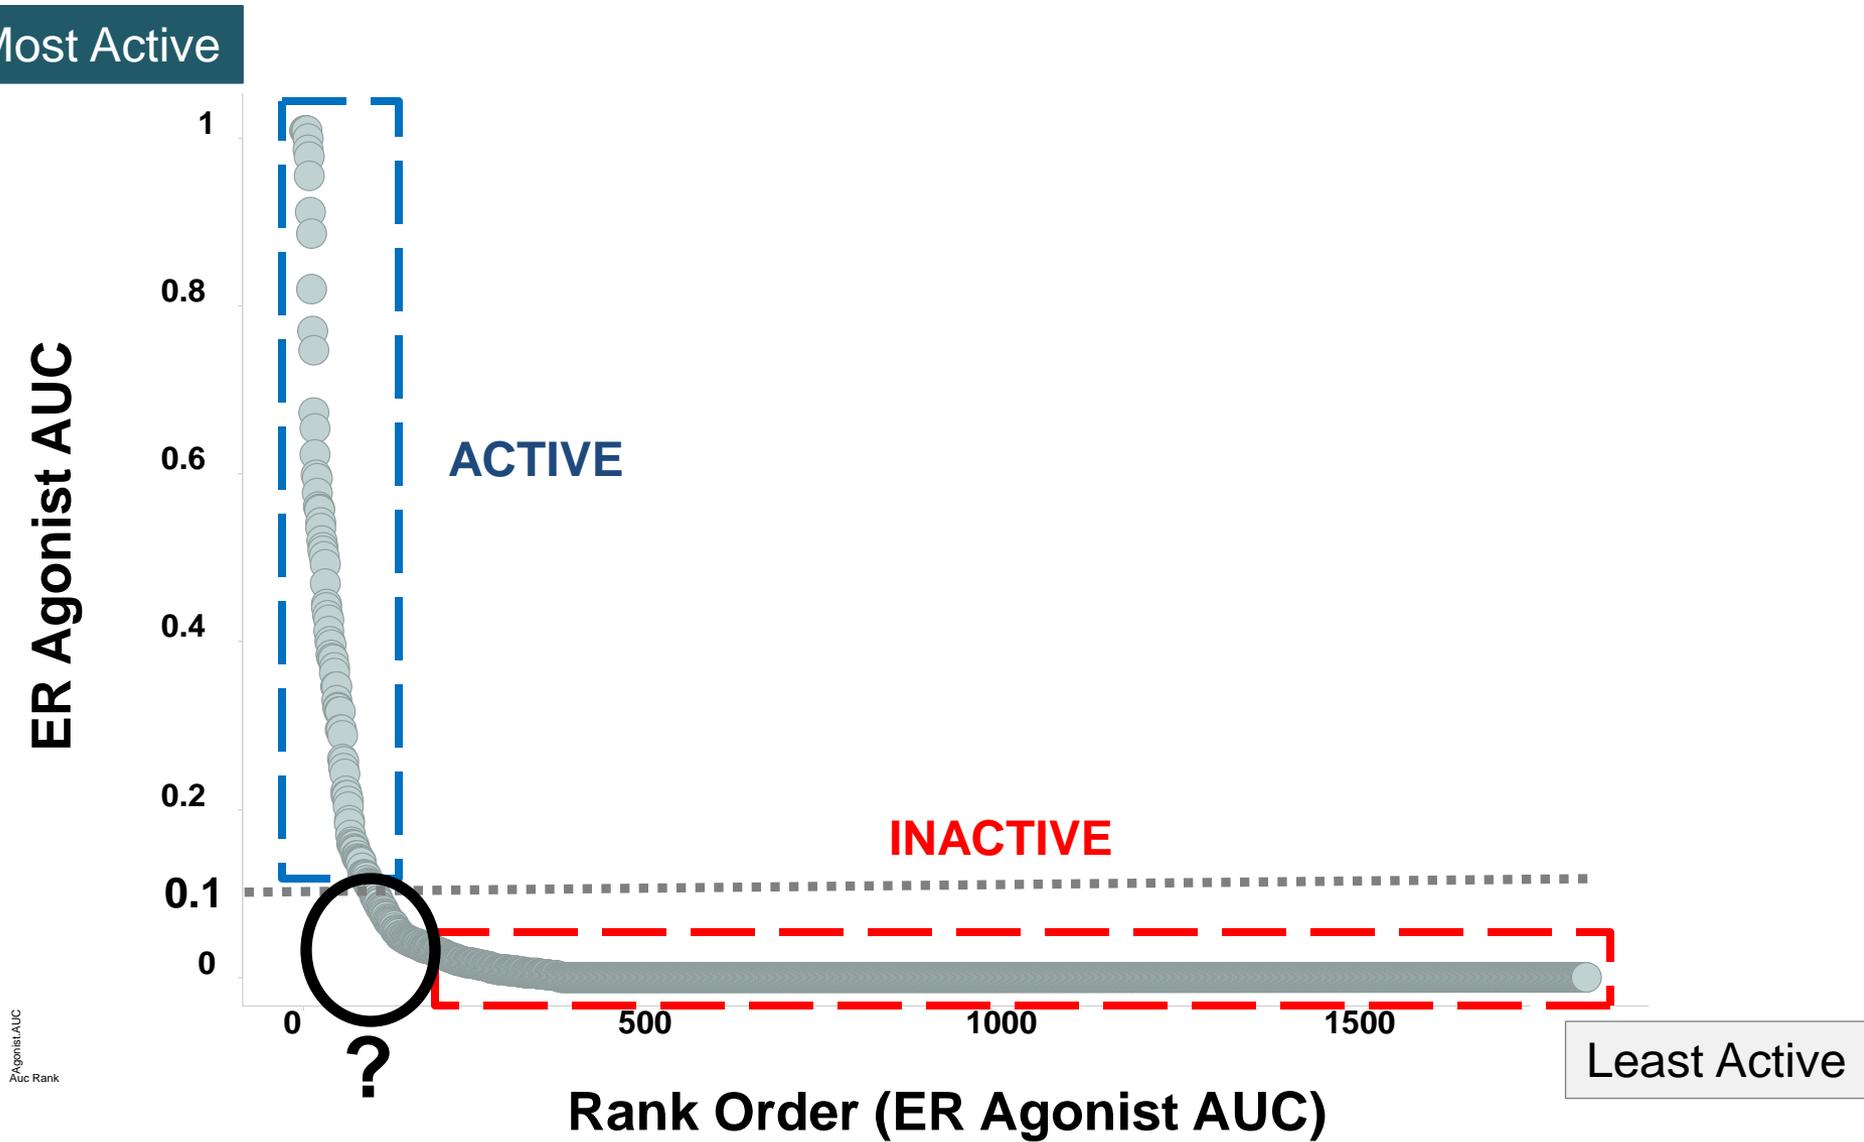 Most Active
1
0.8
0.6
0.4
0.2
0.1
0
ER Agonist AUC
ACTIVE
INACTIVE
0 500 1000 1500
?
Least Active
Rank Order (ER Agonist AUC)
Agonist.AUC
Auc Rank